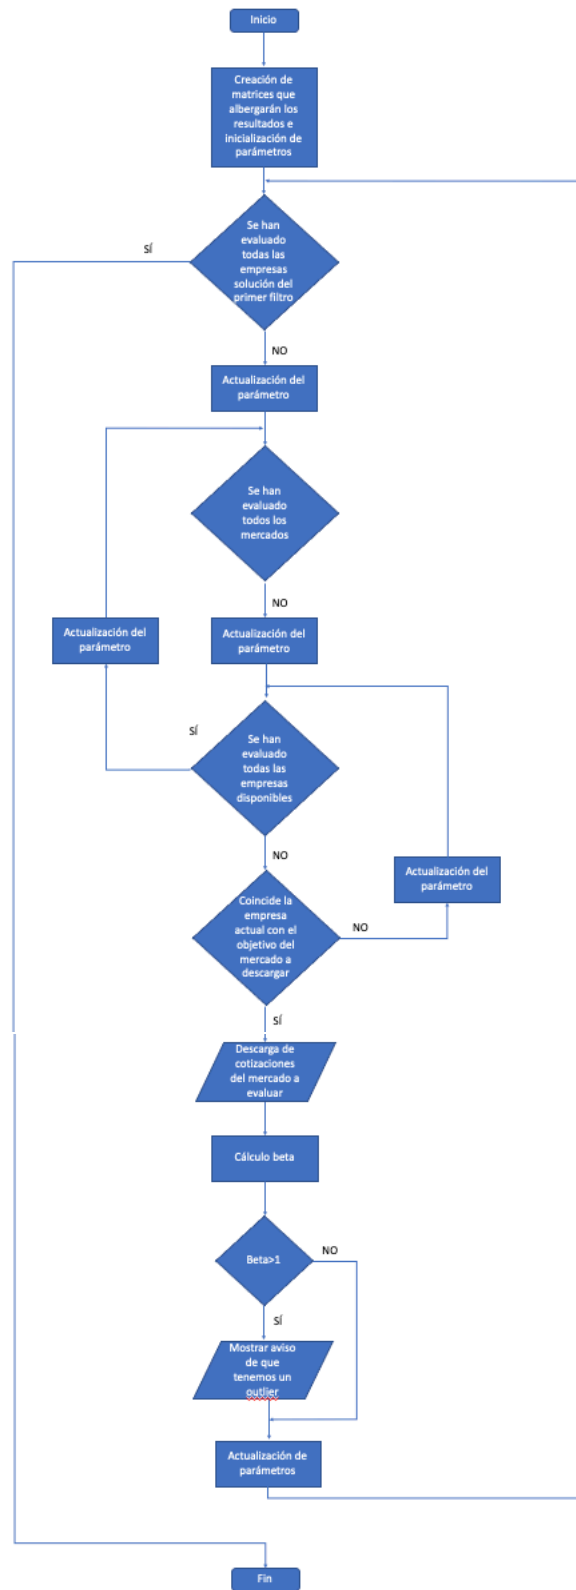 Inicio
Creación de
matrices que
albergarán los
resultados e
inicialización de
parámetros
Se han
evaluado
todas las
empresas
solución del
primer filtro
SÍ
NO
Actualización del
parámetro
Se han
evaluado
todos los
mercados
NO
Actualización del
parámetro
Actualización del
parámetro
SÍ
Se han
evaluado
todas las
empresas
disponibles
NO
Actualización del
parámetro
Coincide la
empresa
actual con el
objetivo del
mercado a
descargar
NO
SÍ
Descarga de
cotizaciones
del mercado a
evaluar
Cálculo beta
Beta>1
NO
SÍ
Mostrar aviso
de que
tenemos un
outlier
Actualización de
parámetros
Fin